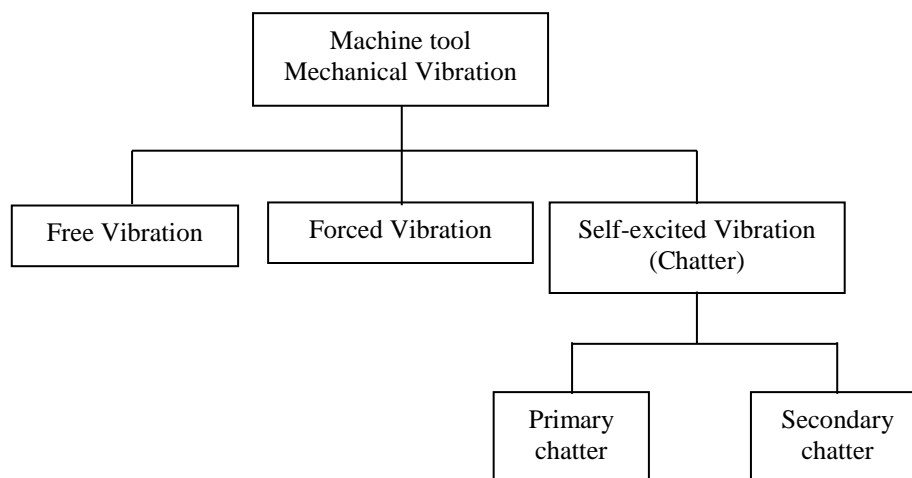 Machine tool
Mechanical Vibration
Free Vibration
Forced Vibration
Self-excited Vibration
(Chatter)
Primary
chatter
Secondary
chatter